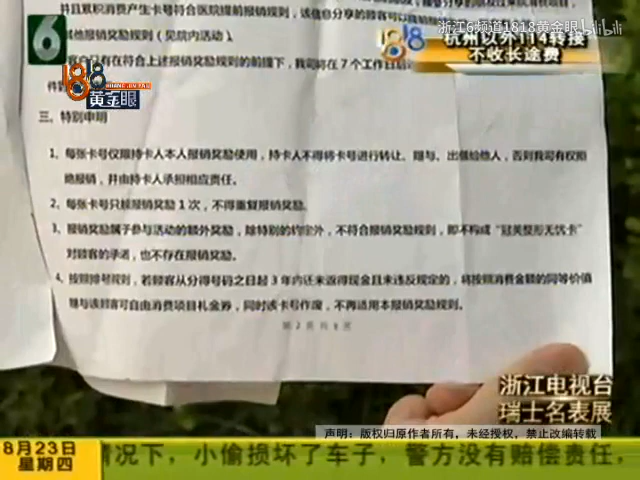 并且累积消费产生卡号符合医院提前报销规则，该信息分享的顾客可以提前报
其他报销奖励规则（见院内活动）
浙江6频道1818黄金眼
bilibili
杭州以外114转接
不收长途费
6
1818
黄金眼
客户只有在符合上述报销奖励规则的前提下，我司将在7个工作日后
三、特别申明
1、每张卡号仅限持卡人本人报销奖励使用，持卡人不得将卡号进行转让、赠与、出借给他人，否则我司有权拒
绝报销，并由持卡人承担相应责任。
2、每张卡号只核报销奖励1次，不得重复报销奖励。
3、报销奖励属于参与活动的额外奖励，除特别的约定外，不符合报销奖励规则，即不构成“冠美整形无忧卡”
对顾客的承诺，也不存在报销奖励。
4、按照排号规则，若顾客从分得号码之日起3年内还未返得现金且未违反规定的，将按照消费金额的同等价值
赠与该顾客可自由消费项目礼金券，同时该卡号作废，不再适用本报销奖励规则。
第2页共3页
浙江电视台
瑞士名表展
声明：版权归原作者所有，未经授权，禁止改编转载
8月23日
星期四
情况下，小偷损坏了车子，警方没有赔偿责任，